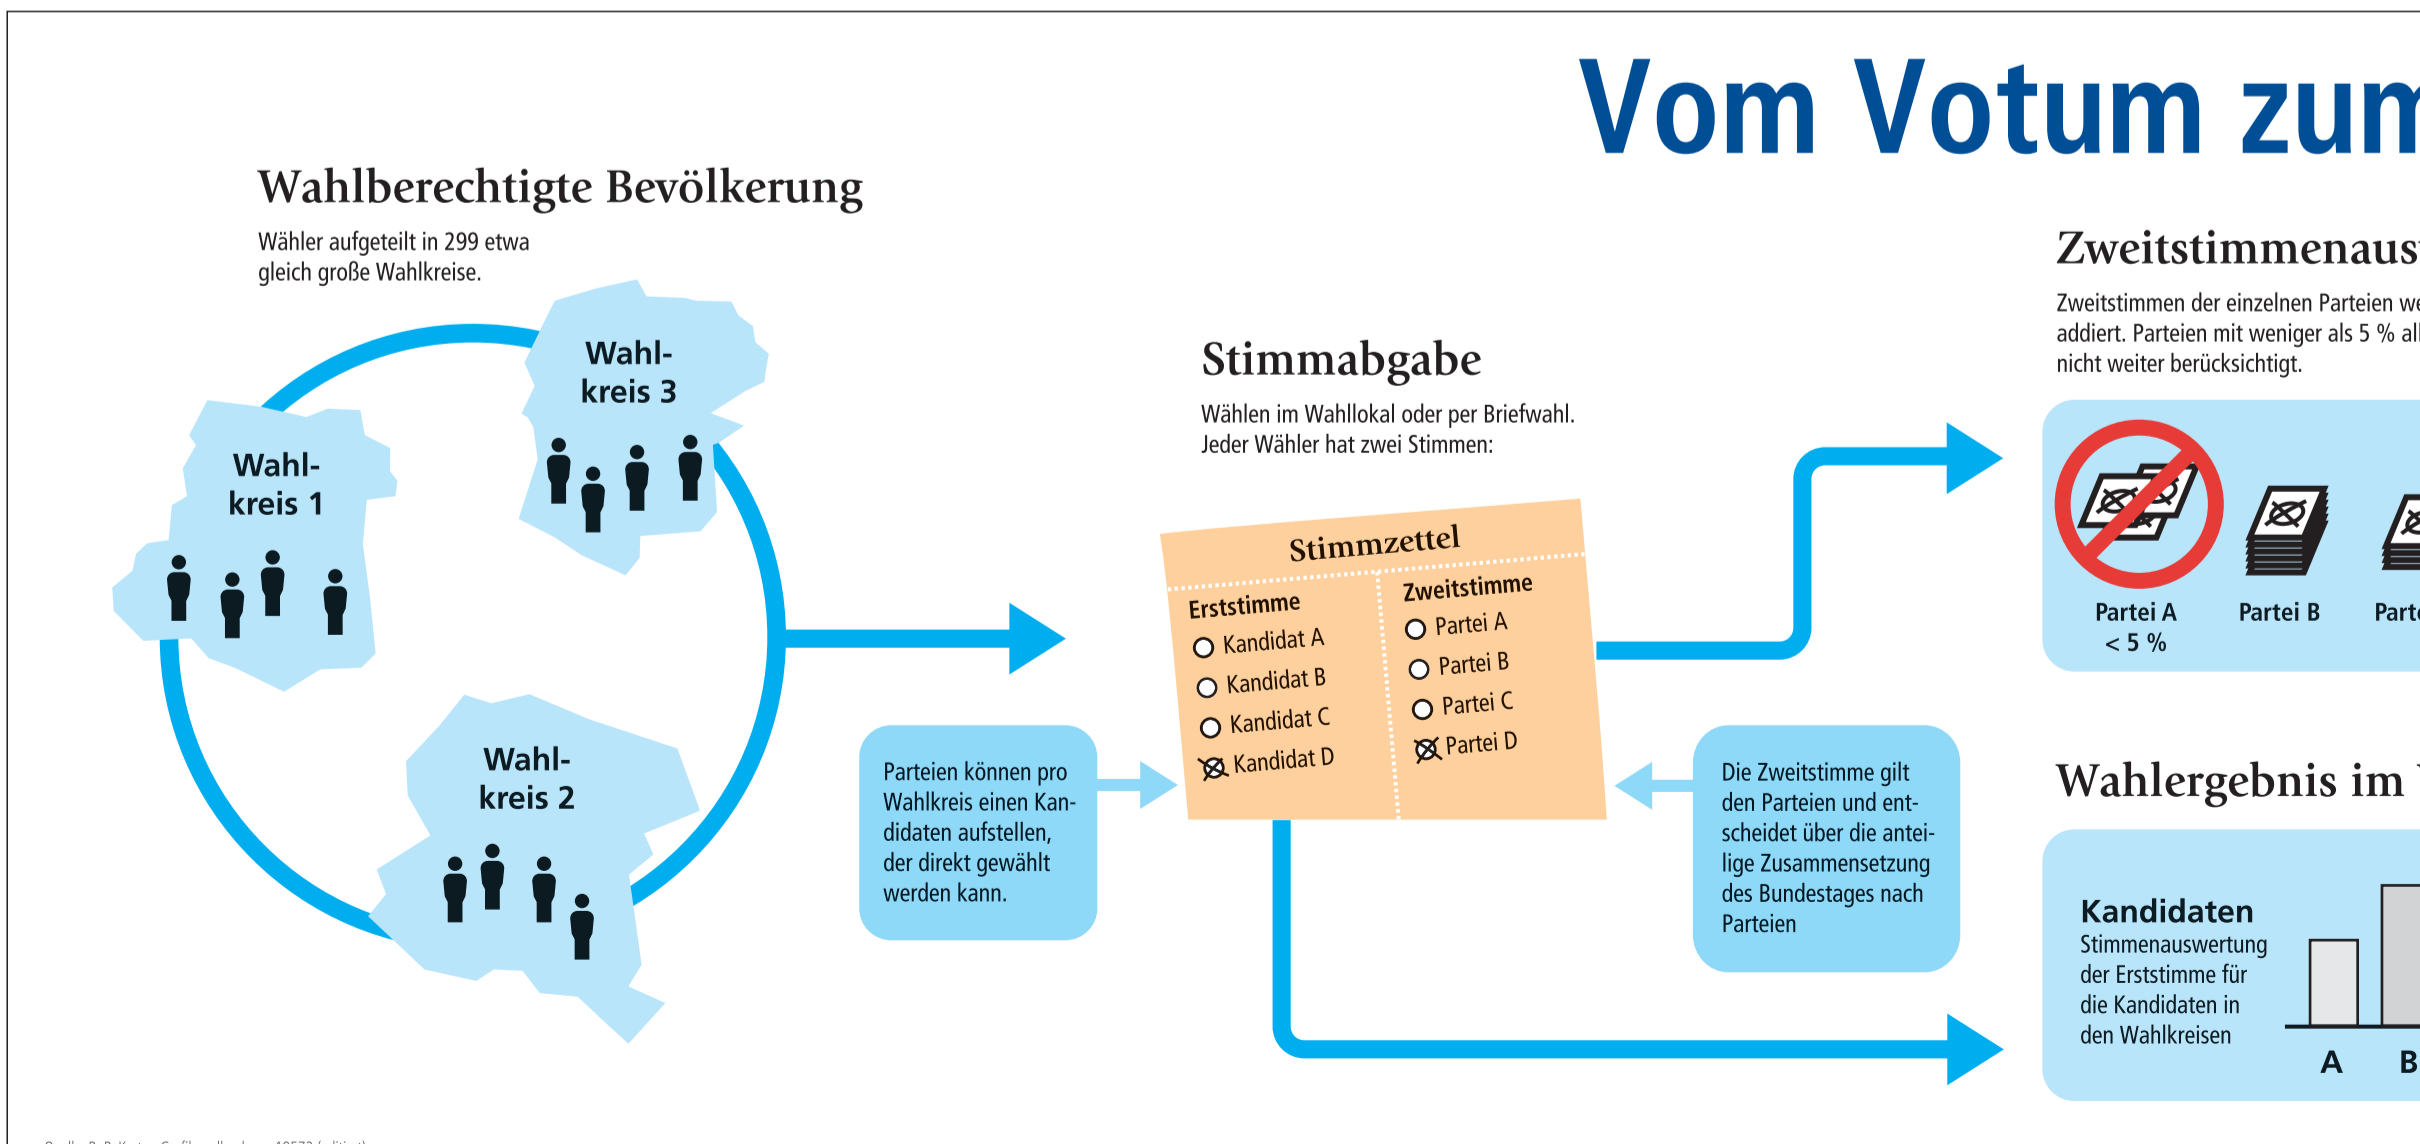 Vom Votum zum
Wahlberechtigte Bevölkerung
Wähler aufgeteilt in 299 etwa
gleich große Wahlkreise.
Wahl-
kreis 3
Wahl-
kreis 1
Wahl-
kreis 2
Stimmabgabe
Wählen im Wahllokal oder per Briefwahl.
Jeder Wähler hat zwei Stimmen:
Stimmzettel
Erststimme
Kandidat A
Kandidat B
Kandidat C
Kandidat D
Zweitstimme
Partei A
Partei B
Partei C
Partei D
Parteien können pro
Wahlkreis einen Kan-
didaten aufstellen,
der direkt gewählt
werden kann.
Die Zweitstimme gilt
den Parteien und ent-
scheidet über die antei-
lige Zusammensetzung
des Bundestages nach
Parteien
Zweitstimmenaus
Zweitstimmen der einzelnen Parteien we
addiert. Parteien mit weniger als 5 % all
nicht weiter berücksichtigt.
Partei A
< 5 %
Partei B
Parte
Wahlergebnis im
Kandidaten
Stimmenauswertung
der Erststimme für
die Kandidaten in
den Wahlkreisen
A
B